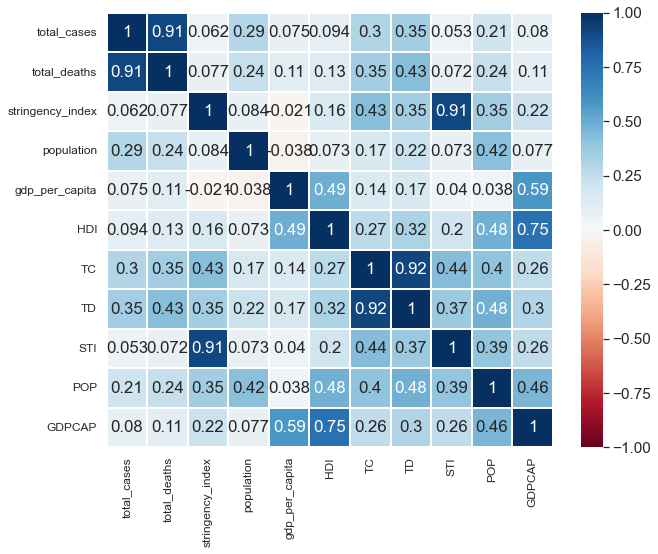 total_cases 1 0.91 0.062 0.29 0.075 0.094 0.3 0.35 0.053 0.21 0.08
total_deaths 0.91 1 0.077 0.24 0.11 0.13 0.35 0.43 0.072 0.24 0.11
stringency_index 0.062 0.077 1 0.084 -0.021 0.16 0.43 0.35 0.91 0.35 0.22
population 0.29 0.24 0.084 1 -0.038 0.073 0.17 0.22 0.073 0.42 0.077
gdp_per_capita 0.075 0.11 -0.021 -0.038 1 0.49 0.14 0.17 0.04 0.038 0.59
HDI 0.094 0.13 0.16 0.073 0.49 1 0.27 0.32 0.2 0.48 0.75
TC 0.3 0.35 0.43 0.17 0.14 0.27 1 0.92 0.44 0.4 0.26
TD 0.35 0.43 0.35 0.22 0.17 0.32 0.92 1 0.37 0.48 0.3
STI 0.053 0.072 0.91 0.073 0.04 0.2 0.44 0.37 1 0.39 0.26
POP 0.21 0.24 0.35 0.42 0.038 0.48 0.4 0.48 0.39 1 0.46
GDPCAP 0.08 0.11 0.22 0.077 0.59 0.75 0.26 0.3 0.26 0.46 1
total_cases
total_deaths
stringency_index
population
gdp_per_capita
HDI
TC
TD
STI
POP
GDPCAP
1.00
0.75
0.50
0.25
0.00
−0.25
−0.50
−0.75
−1.00